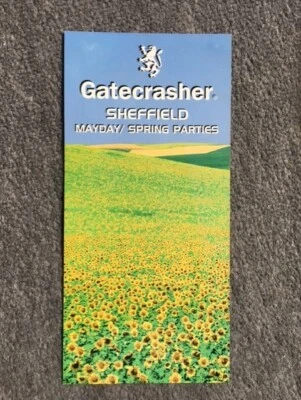 Gatecrasher®
SHEFFIELD
MAYDAY/ SPRING PARTIES